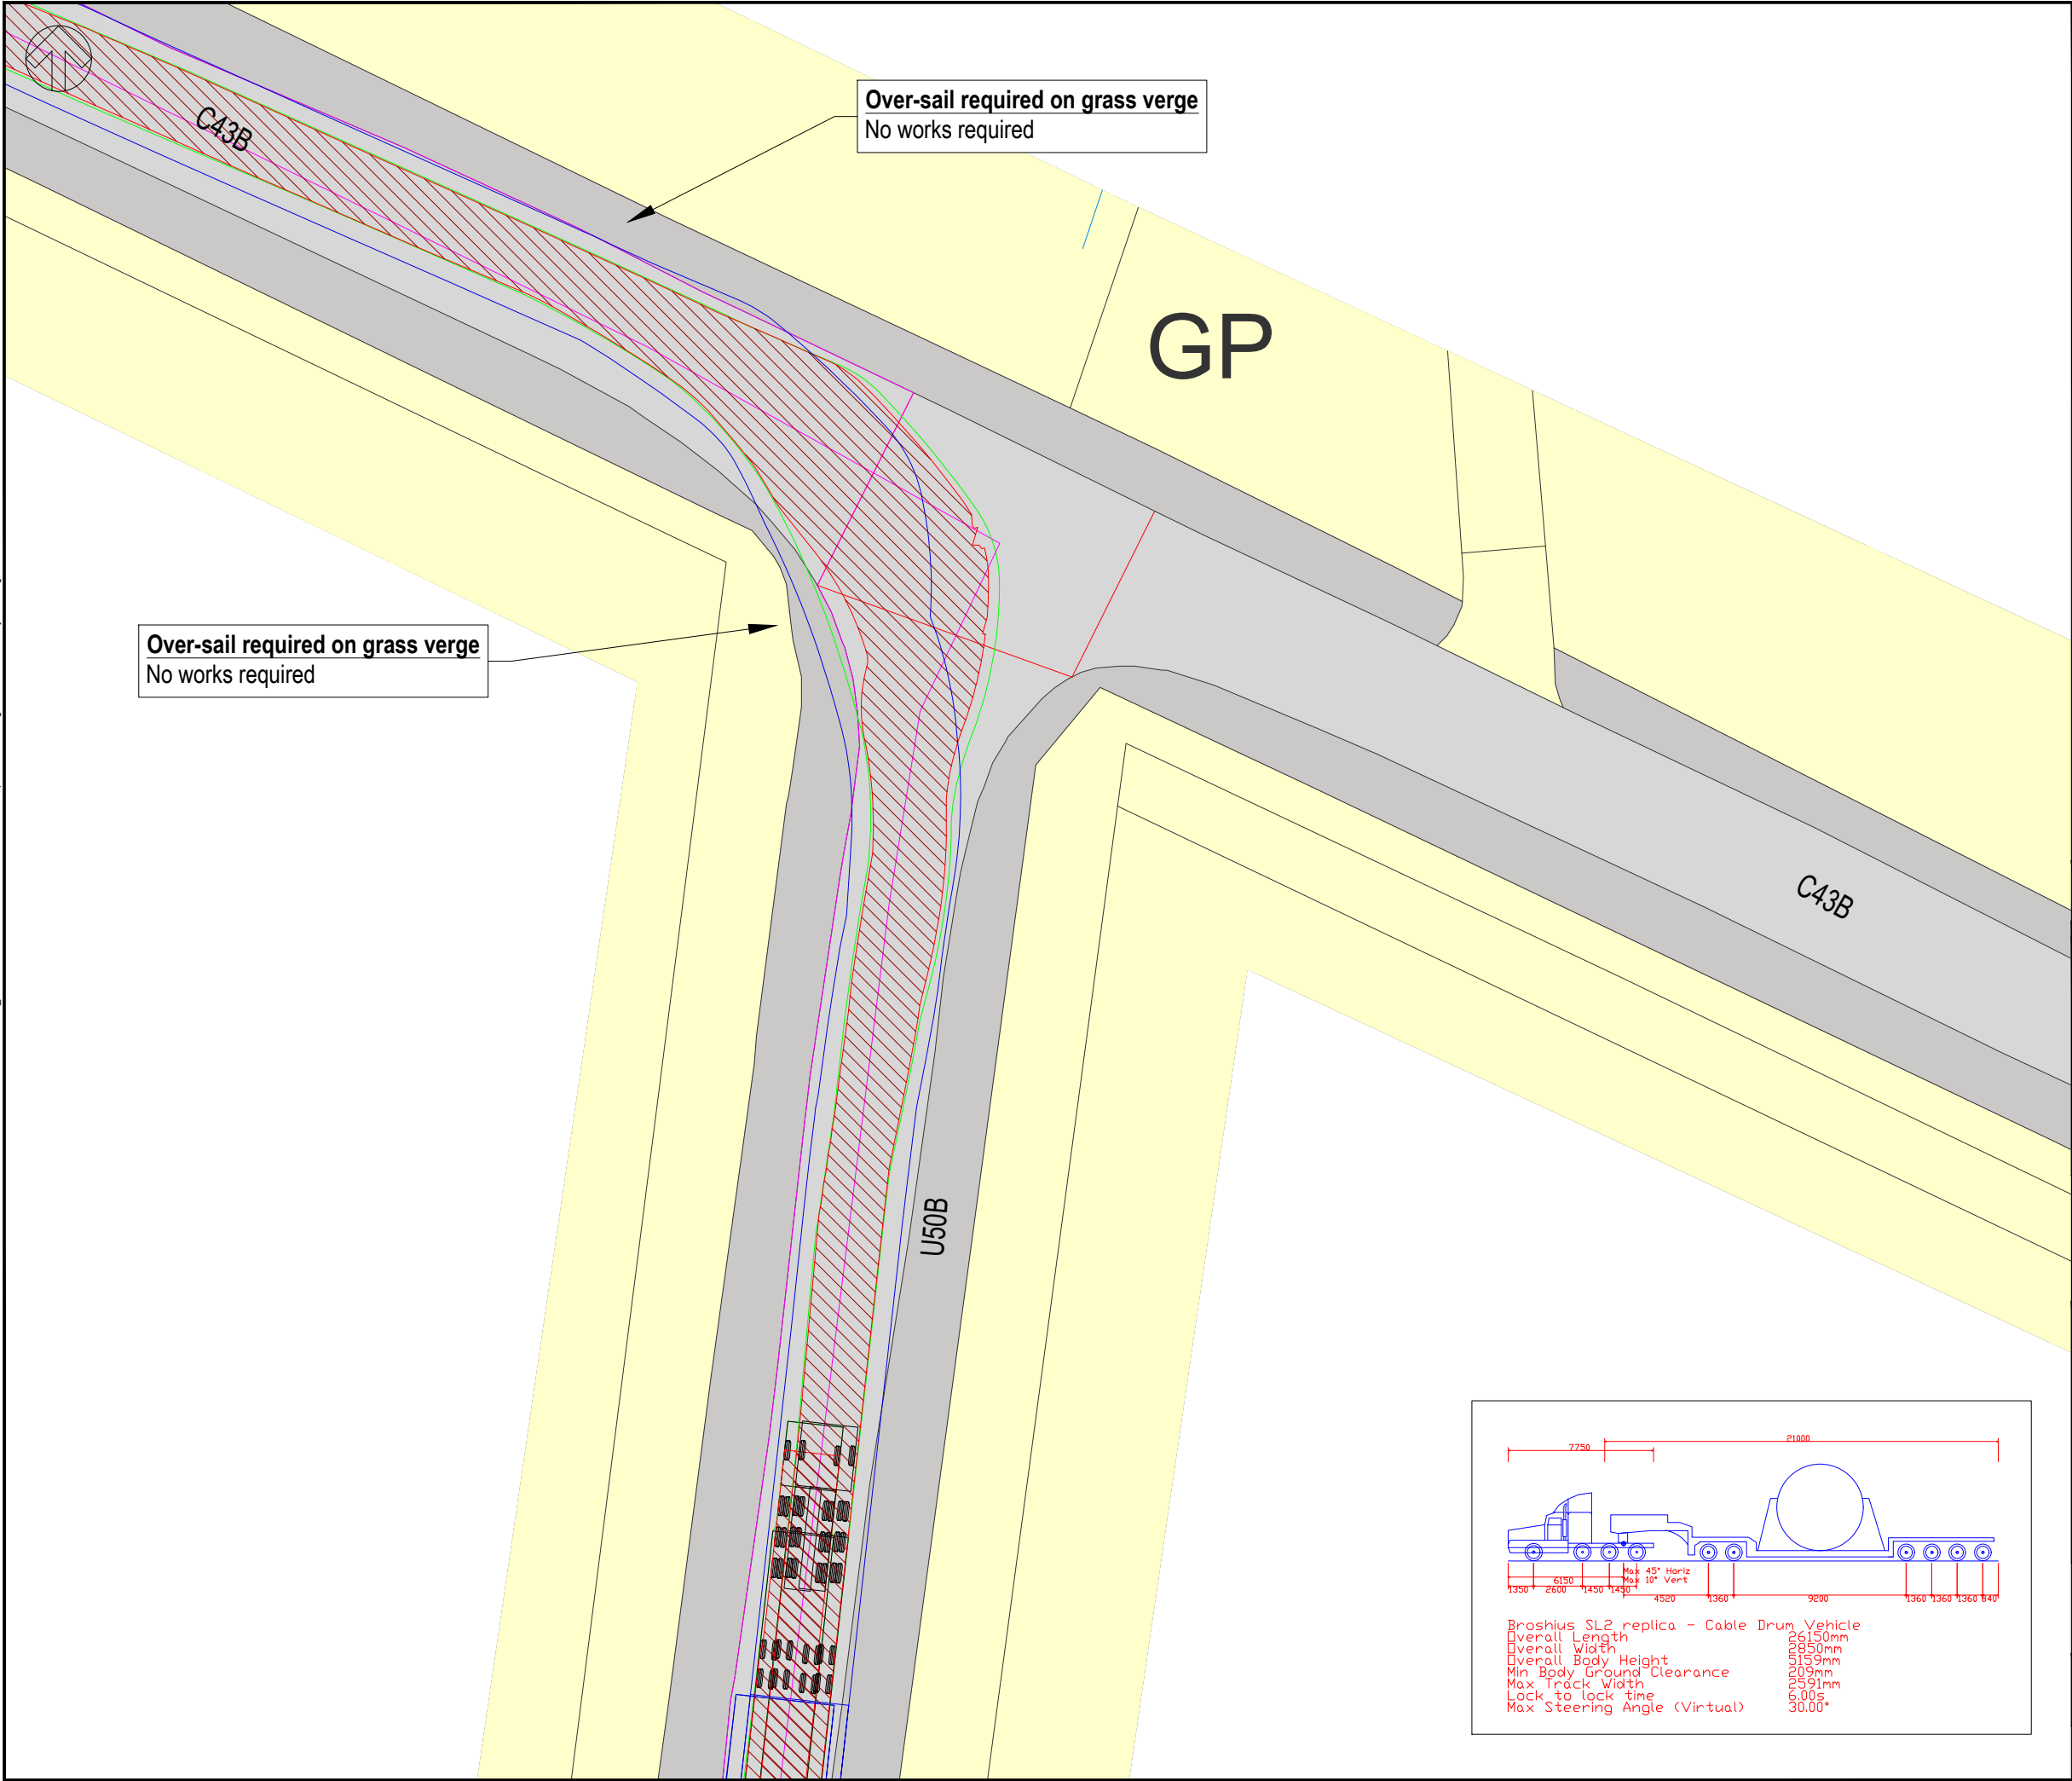 Over-sail required on grass verge
No works required
C43B
GP
Over-sail required on grass verge
No works required
C43B
U50B
7750
21000
Max 45° Horiz
Max 10° Vert
6150
1350 2600 1450 1450
4520 1360 9200 1360 1360 1360 840
Broshius SL2 replica - Cable Drum Vehicle
Overall Length 26150mm
Overall Width 2850mm
Overall Body Height 5159mm
Min Body Ground Clearance 209mm
Max Track Width 2591mm
Lock to lock time 6.00s
Max Steering Angle (Virtual) 30.00°